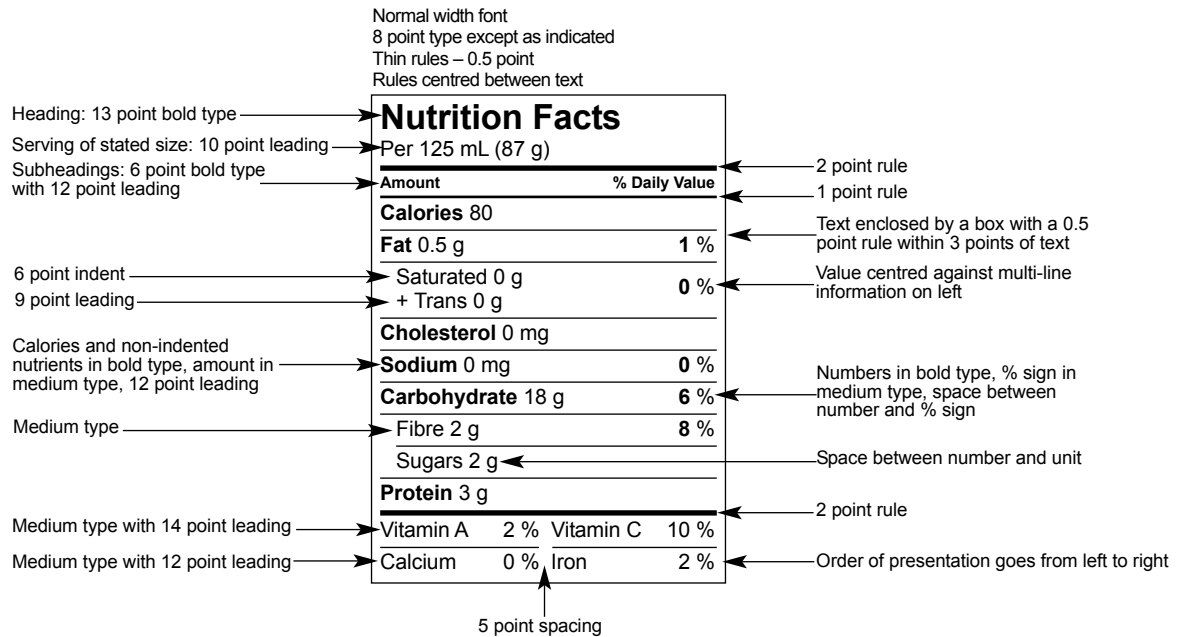 Normal width font
8 point type except as indicated
Thin rules – 0.5 point
Rules centred between text
Heading: 13 point bold type
Nutrition Facts
Serving of stated size: 10 point leading
Per 125 mL (87 g)
2 point rule
Subheadings: 6 point bold type
with 12 point leading
Amount % Daily Value
1 point rule
Calories 80
Text enclosed by a box with a 0.5
point rule within 3 points of text
Fat 0.5 g 1 %
6 point indent
Saturated 0 g
0 %
Value centred against multi-line
information on left
9 point leading
+ Trans 0 g
Cholesterol 0 mg
Calories and non-indented
nutrients in bold type, amount in
medium type, 12 point leading
Sodium 0 mg 0 %
Carbohydrate 18 g 6 %
Numbers in bold type, % sign in
medium type, space between
number and % sign
Medium type
Fibre 2 g 8 %
Sugars 2 g
Space between number and unit
Protein 3 g
2 point rule
Medium type with 14 point leading
Vitamin A 2 % Vitamin C 10 %
Medium type with 12 point leading
Calcium 0 % Iron 2 %
Order of presentation goes from left to right
5 point spacing